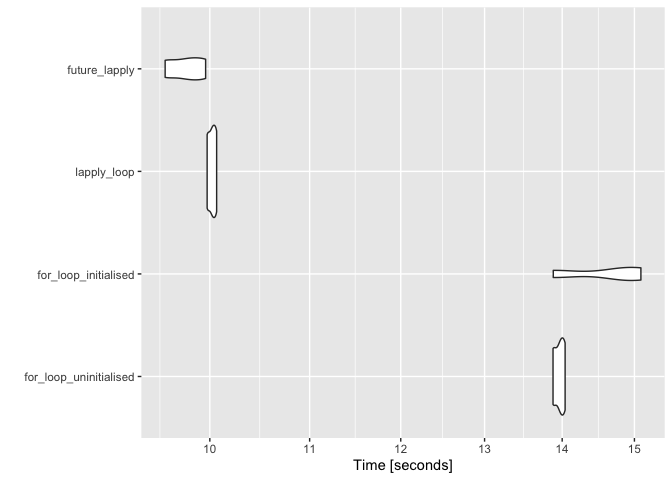 future_lapply
lapply_loop
for_loop_initialised
for_loop_uninitialised
10 11 12 13 14 15
Time [seconds]